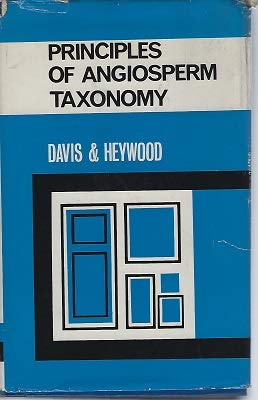 PRINCIPLES
OF ANGIOSPERM
TAXONOMY
DAVIS & HEYWOOD